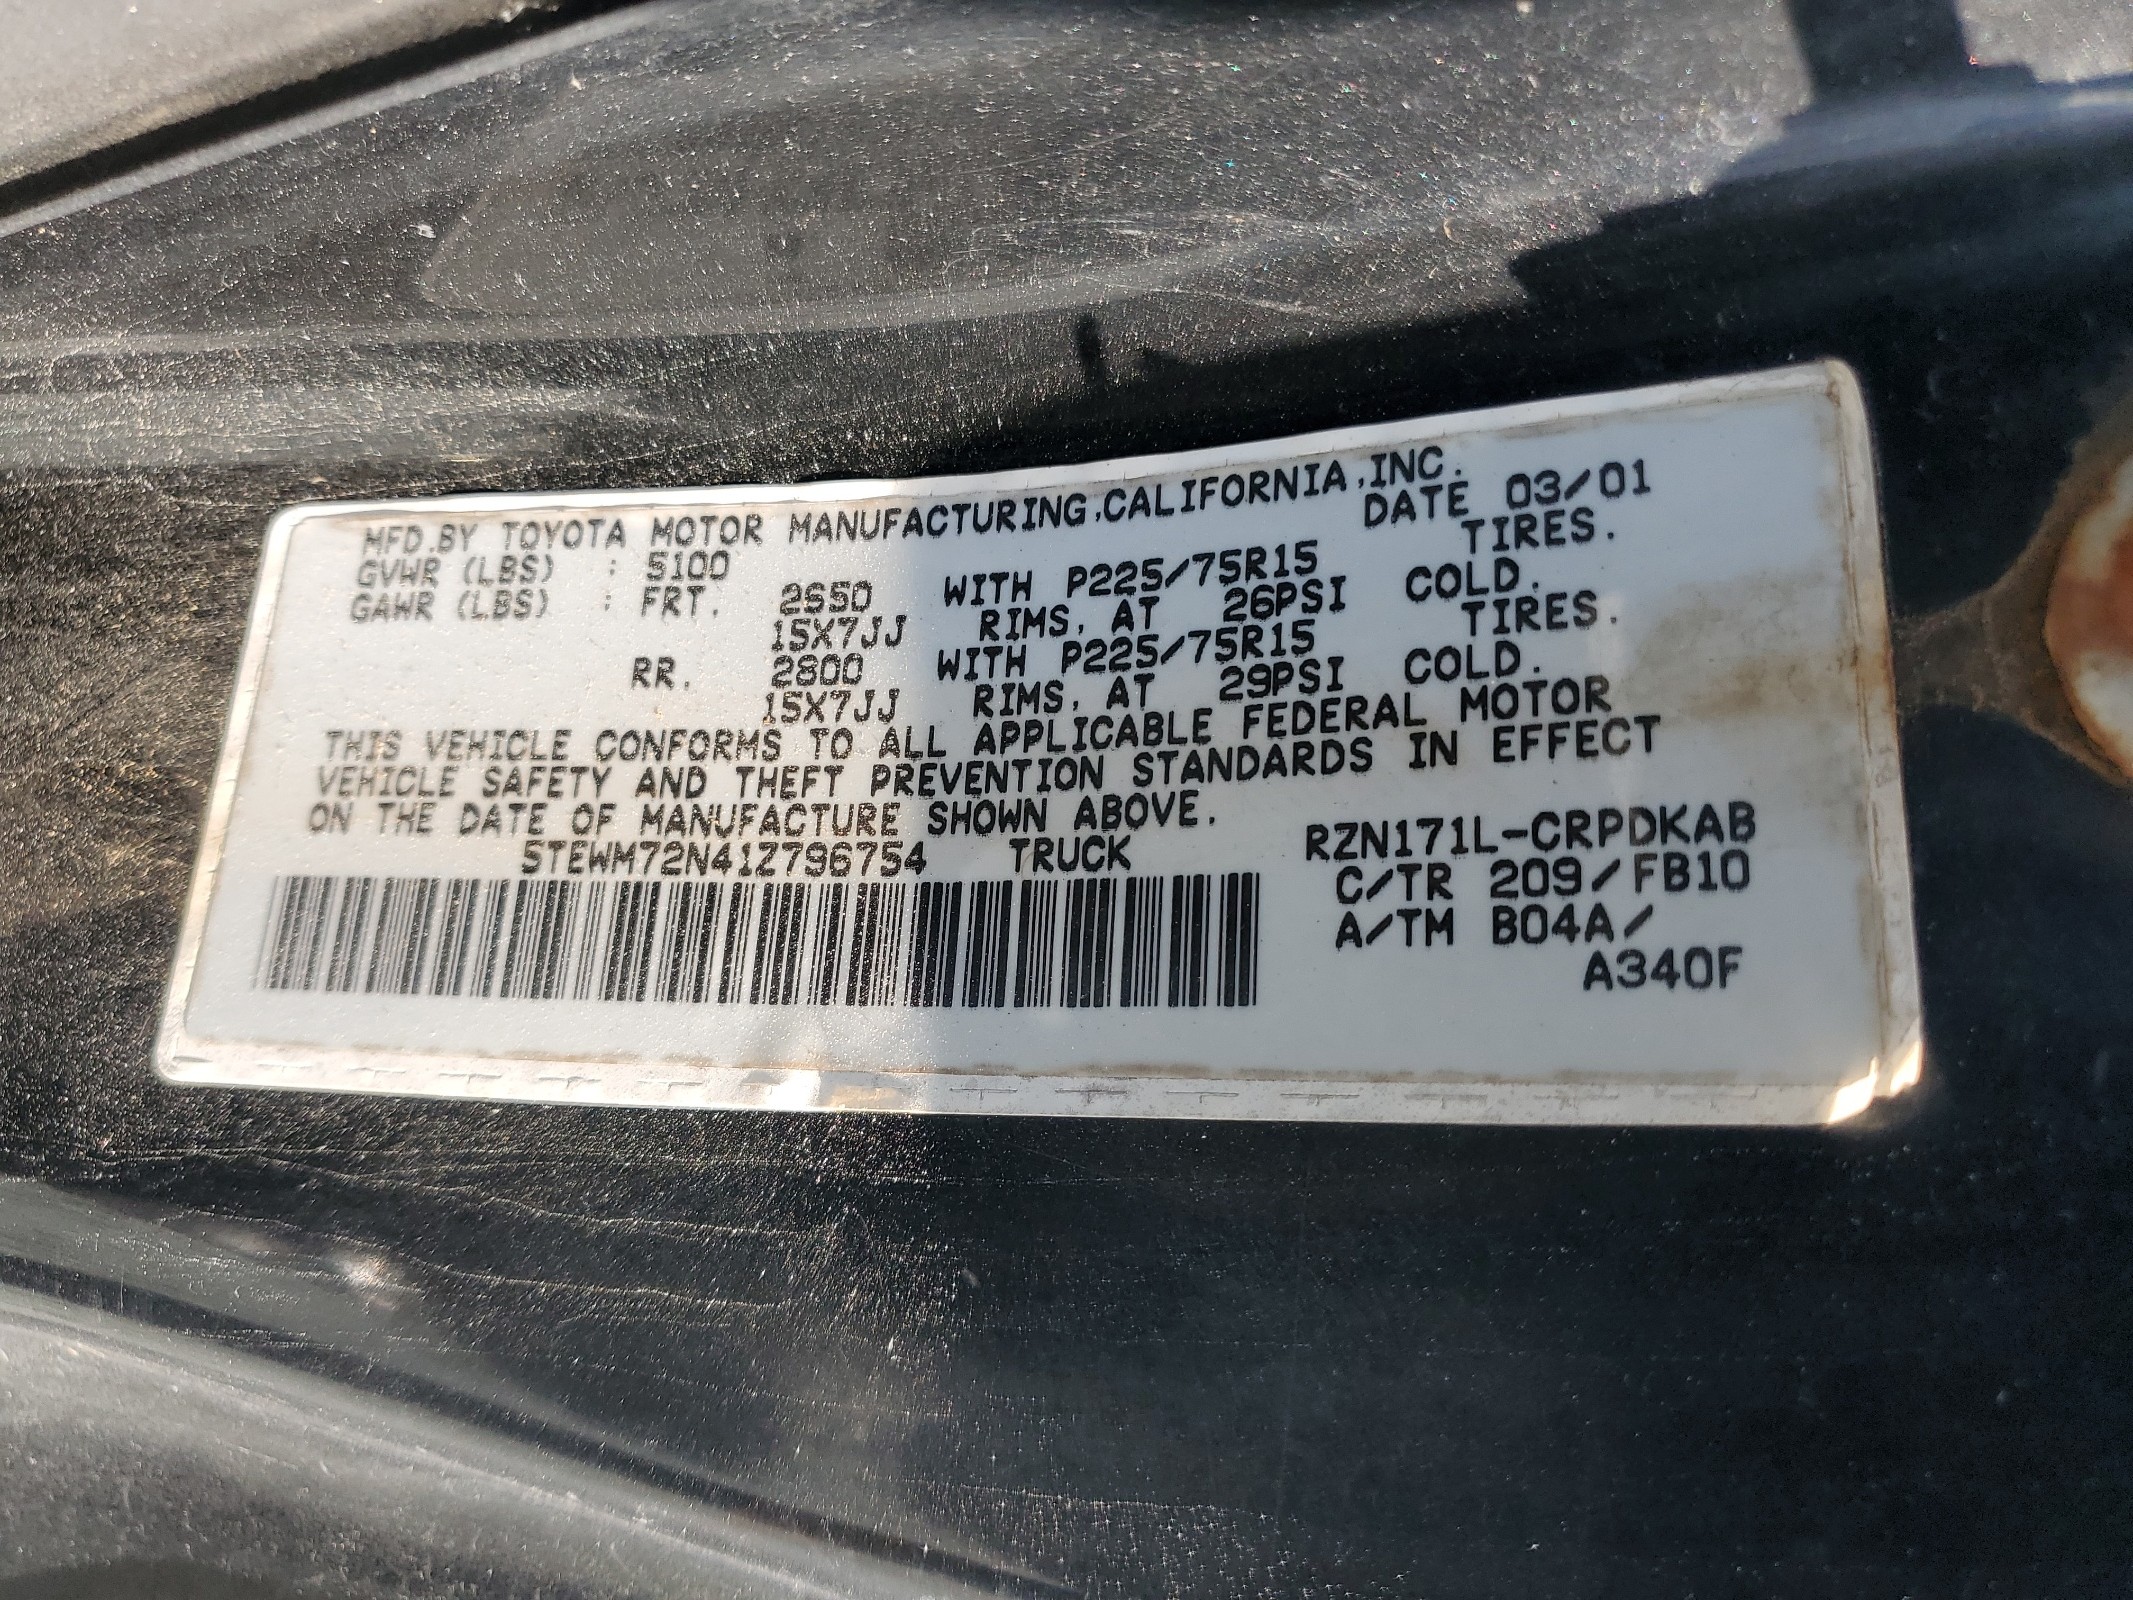 MFD.BY TOYOTA MOTOR MANUFACTURING,CALIFORNIA,INC.
DATE 03/01
GVWR (LBS) : 5100
GAWR (LBS) : FRT. 2650 WITH P225/75R15 TIRES.
15X7JJ RIMS, AT 26PSI COLD.
RR. 2800 WITH P225/75R15 TIRES.
15X7JJ RIMS, AT 29PSI COLD.
THIS VEHICLE CONFORMS TO ALL APPLICABLE FEDERAL MOTOR
VEHICLE SAFETY AND THEFT PREVENTION STANDARDS IN EFFECT
ON THE DATE OF MANUFACTURE SHOWN ABOVE.
5TEWM72N41Z796754 TRUCK RZN171L-CRPDKAB
C/TR 209/FB10
A/TM B04A/
A340F